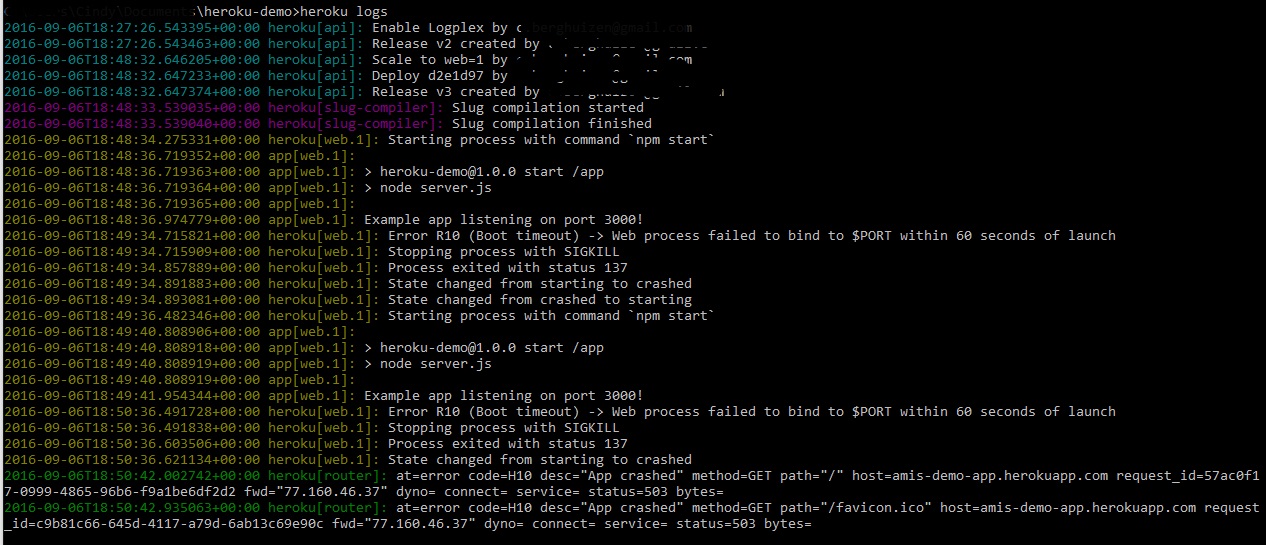 \heroku-demo>heroku logs
2016-09-06T18:27:26.543395+00:00 heroku[api]: Enable Logplex by
2016-09-06T18:27:26.543463+00:00 heroku[api]: Release v2 created by
2016-09-06T18:48:32.646205+00:00 heroku[api]: Scale to web=1 by
2016-09-06T18:48:32.647233+00:00 heroku[api]: Deploy d2e1d97 by
2016-09-06T18:48:32.647374+00:00 heroku[api]: Release v3 created by
2016-09-06T18:48:33.539035+00:00 heroku[slug-compiler]: Slug compilation started
2016-09-06T18:48:33.539040+00:00 heroku[slug-compiler]: Slug compilation finished
2016-09-06T18:48:34.275331+00:00 heroku[web.1]: Starting process with command `npm start`
2016-09-06T18:48:36.719352+00:00 app[web.1]:
2016-09-06T18:48:36.719363+00:00 app[web.1]: > heroku-demo@1.0.0 start /app
2016-09-06T18:48:36.719364+00:00 app[web.1]: > node server.js
2016-09-06T18:48:36.719365+00:00 app[web.1]:
2016-09-06T18:48:36.974779+00:00 app[web.1]: Example app listening on port 3000!
2016-09-06T18:49:34.715821+00:00 heroku[web.1]: Error R10 (Boot timeout) -> Web process failed to bind to $PORT within 60 seconds of launch
2016-09-06T18:49:34.715909+00:00 heroku[web.1]: Stopping process with SIGKILL
2016-09-06T18:49:34.857889+00:00 heroku[web.1]: Process exited with status 137
2016-09-06T18:49:34.891883+00:00 heroku[web.1]: State changed from starting to crashed
2016-09-06T18:49:34.893081+00:00 heroku[web.1]: State changed from crashed to starting
2016-09-06T18:49:36.482346+00:00 heroku[web.1]: Starting process with command `npm start`
2016-09-06T18:49:40.808906+00:00 app[web.1]:
2016-09-06T18:49:40.808918+00:00 app[web.1]: > heroku-demo@1.0.0 start /app
2016-09-06T18:49:40.808919+00:00 app[web.1]: > node server.js
2016-09-06T18:49:40.808919+00:00 app[web.1]:
2016-09-06T18:49:41.954344+00:00 app[web.1]: Example app listening on port 3000!
2016-09-06T18:50:36.491728+00:00 heroku[web.1]: Error R10 (Boot timeout) -> Web process failed to bind to $PORT within 60 seconds of launch
2016-09-06T18:50:36.491838+00:00 heroku[web.1]: Stopping process with SIGKILL
2016-09-06T18:50:36.603506+00:00 heroku[web.1]: Process exited with status 137
2016-09-06T18:50:36.621134+00:00 heroku[web.1]: State changed from starting to crashed
2016-09-06T18:50:42.002742+00:00 heroku[router]: at=error code=H10 desc="App crashed" method=GET path="/" host=amis-demo-app.herokuapp.com request_id=57ac0f1
7-0999-4865-96b6-f9a1be6df2d2 fwd="77.160.46.37" dyno= connect= service= status=503 bytes=
2016-09-06T18:50:42.935063+00:00 heroku[router]: at=error code=H10 desc="App crashed" method=GET path="/favicon.ico" host=amis-demo-app.herokuapp.com request
_id=c9b81c66-645d-4117-a79d-6ab13c69e90c fwd="77.160.46.37" dyno= connect= service= status=503 bytes=